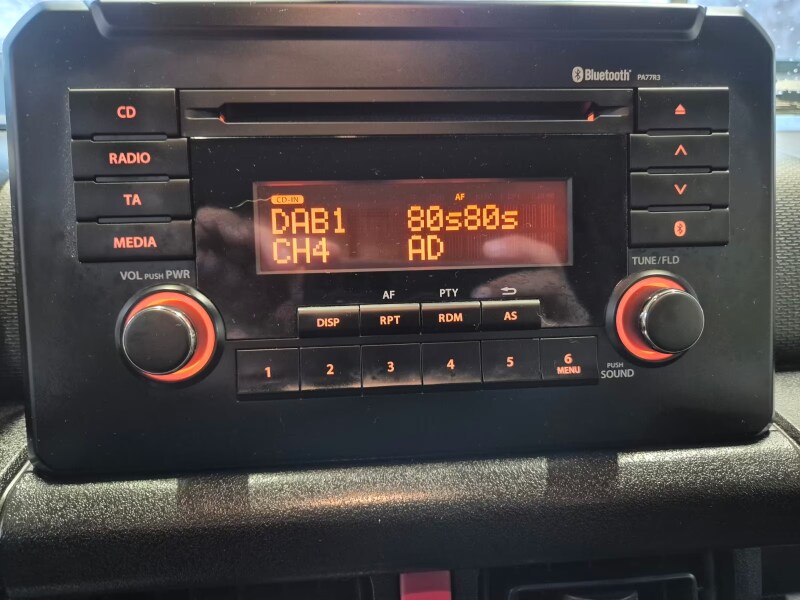 Bluetooth® PA77R3
CD
RADIO
TA
MEDIA
CD-IN AF
DAB1 80s80s
CH4 AD
VOL PUSH PWR
TUNE/FLD
AF PTY
DISP RPT RDM AS
1 2 3 4 5 6
MENU
PUSH
SOUND